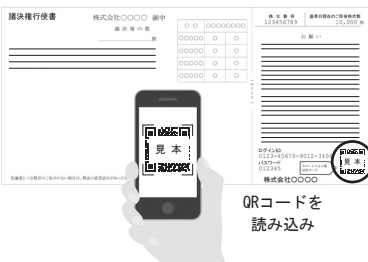 議決権行使書
株式会社○○○○ 御中
議決権の数
個
○○ ○○○○○○○○
○○○○○ ○ ○
○○○○○ ○ ○
○○○○○ ○ ○
○○○○○ ○ ○
株主番号
123456789
基準日現在のご所有株式数
10,000 株
お願い
ログインID
0123-45678-9012-345
パスワード
012345
見本
株式会社○○○○
見本
QRコードを
読み込み